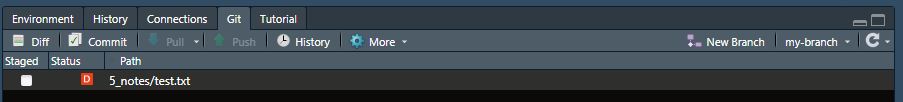 Environment History Connections Git Tutorial
Diff Commit Pull Push History More New Branch my-branch
Staged Status Path
D 5_notes/test.txt